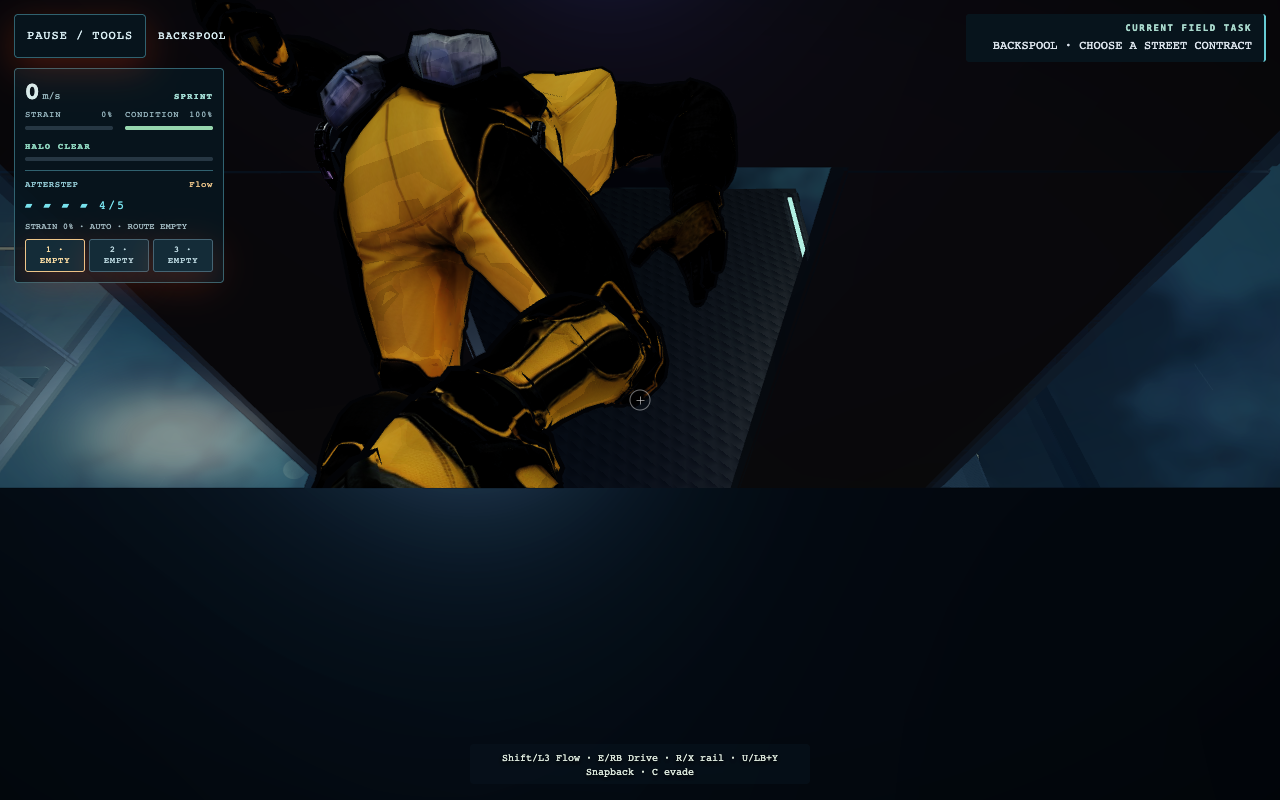 PAUSE / TOOLS
BACKSPOOL
CURRENT FIELD TASK
BACKSPOOL · CHOOSE A STREET CONTRACT
0 m/s
SPRINT
STRAIN 0%
CONDITION 100%
HALO CLEAR
AFTERSTEP
Flow
4/5
STRAIN 0% · AUTO · ROUTE EMPTY
1 · EMPTY
2 · EMPTY
3 · EMPTY
Shift/L3 Flow · E/RB Drive · R/X rail · U/LB+Y
Snapback · C evade